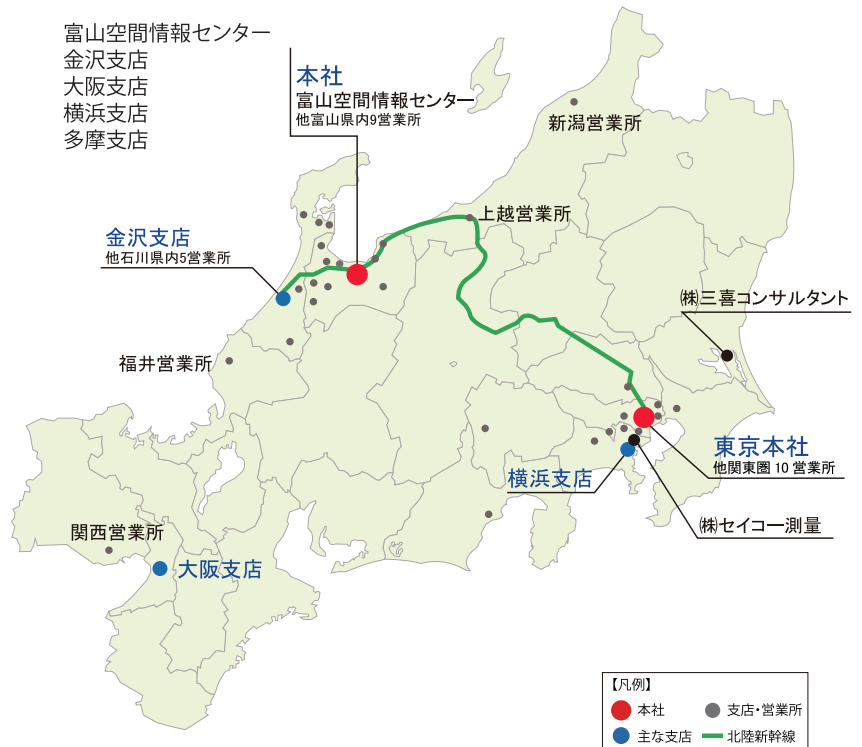 富山空間情報センター
金沢支店
大阪支店
横浜支店
多摩支店
本社
富山空間情報センター
他富山県内9営業所
新潟営業所
上越営業所
金沢支店
他石川県内5営業所
㈱三喜コンサルタント
福井営業所
東京本社
他関東圏10営業所
横浜支店
㈱セイコー測量
関西営業所
大阪支店
【凡例】
本社
支店・営業所
主な支店
北陸新幹線